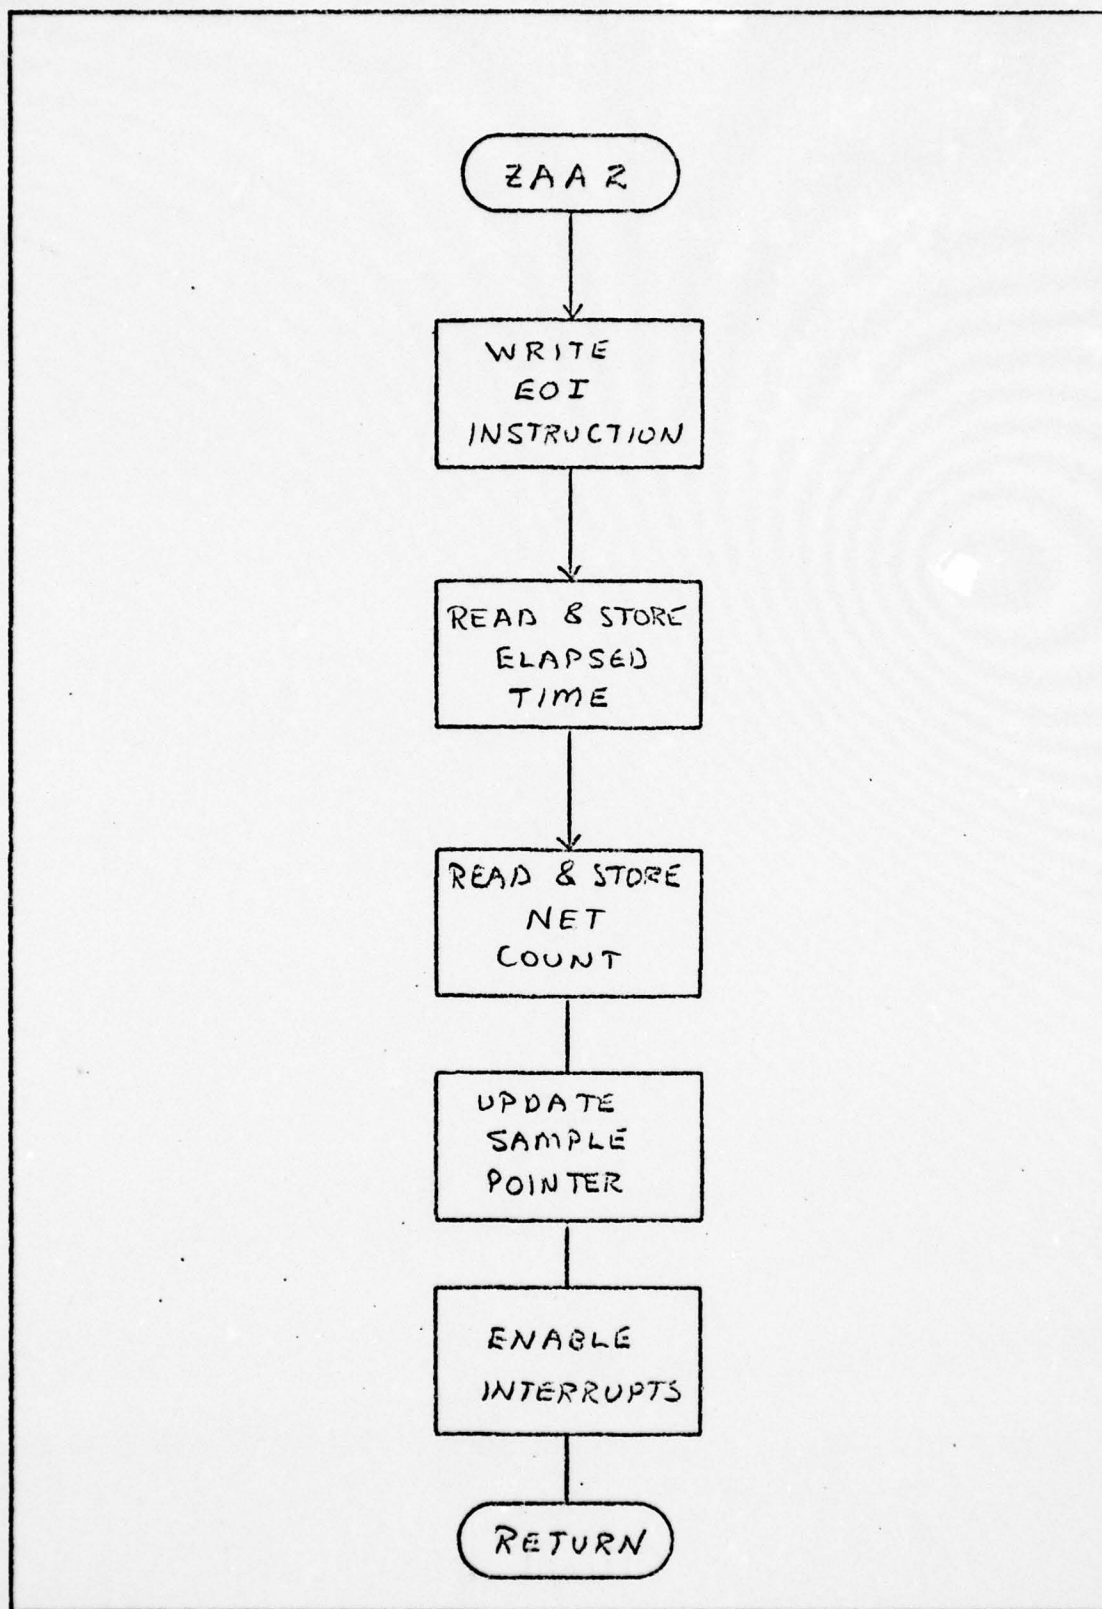 ZAAR
WRITE
EOI
INSTRUCTION
READ & STORE
ELAPSED
TIME
READ & STORE
NET
COUNT
UPDATE
SAMPLE
POINTER
ENABLE
INTERRUPTS
RETURN